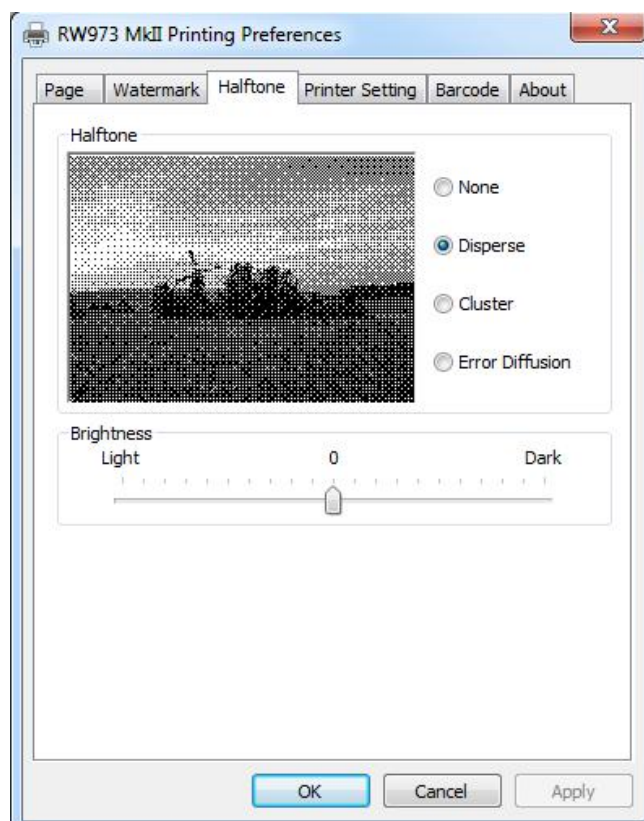 RW973 MkII Printing Preferences
Page Watermark Halftone Printer Setting Barcode About
Halftone
None
Disperse
Cluster
Error Diffusion
Brightness
Light 0 Dark
OK Cancel Apply